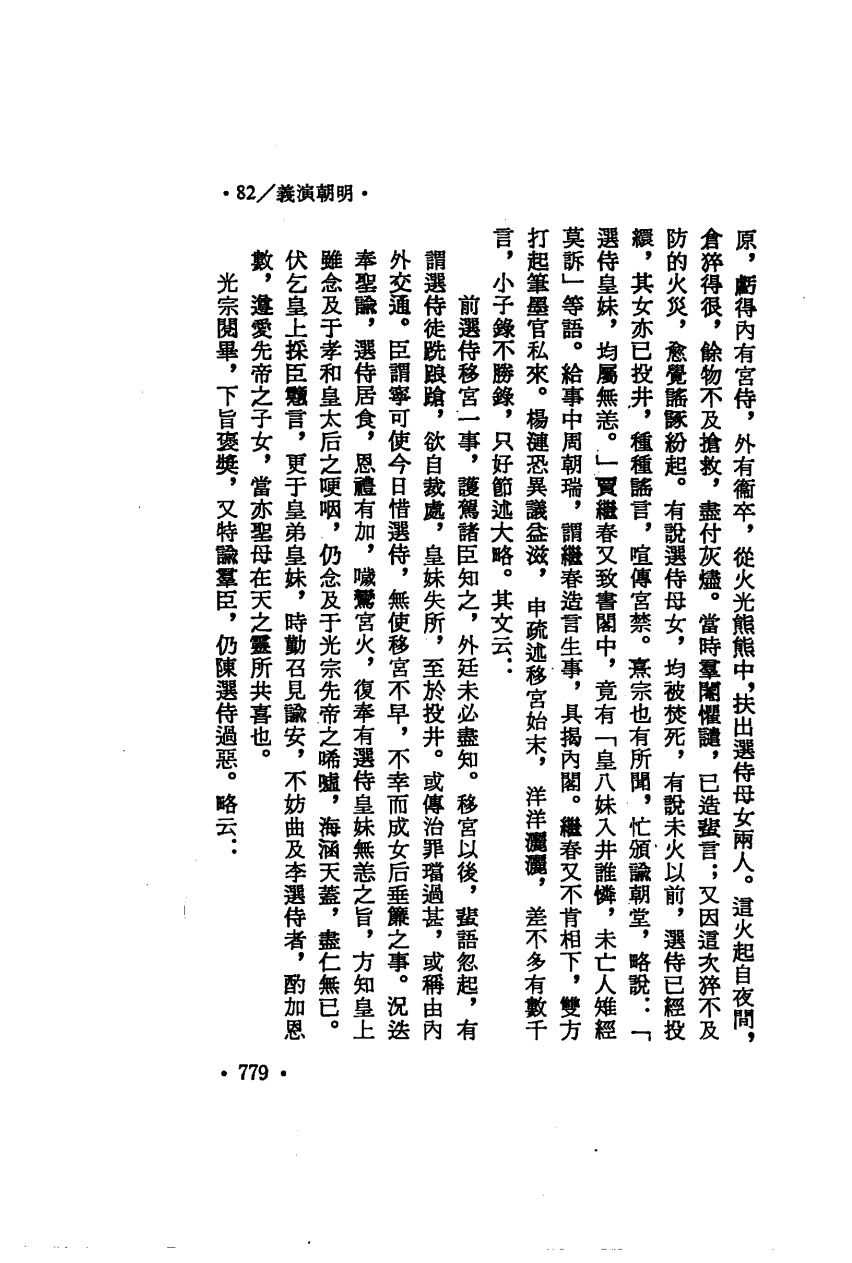 •82／義演朝明•
原，虧得內有宮侍，外有衞卒，從火光熊熊中，扶出選侍母女兩人。這火起自夜間，
倉猝得很，餘物不及搶救，盡付灰燼。當時羣閹懼譴，已造蜚言；又因這次猝不及
防的火災，愈覺謠諑紛起。有說選侍母女，均被焚死，有說未火以前，選侍已經投
繯，其女亦已投井，種種謠言，喧傳宮禁。熹宗也有所聞，忙頒諭朝堂，略說：「
選侍皇妹，均屬無恙。」賈繼春又致書閣中，竟有「皇八妹入井誰憐，未亡人雉經
莫訴」等語。給事中周朝瑞，謂繼春造言生事，具揭內閣。繼春又不肯相下，雙方
打起筆墨官私來。楊漣恐異議益滋，申疏述移宮始末，洋洋灑灑，差不多有數千
言，小子錄不勝錄，只好節述大略。其文云：
前選侍移宮一事，護駕諸臣知之，外廷未必盡知。移宮以後，蜚語忽起，有
謂選侍徒跣踉蹌，欲自裁處，皇妹失所，至於投井。或傳治罪璫過甚，或稱由內
外交通。臣謂寧可使今日惜選侍，無使移宮不早，不幸而成女后垂簾之事。況迭
奉聖諭，選侍居食，恩禮有加，噦鸞宮火，復奉有選侍皇妹無恙之旨，方知皇上
雖念及于孝和皇太后之哽咽，仍念及于光宗先帝之唏噓，海涵天蓋，盡仁無已。
伏乞皇上採臣戇言，更于皇弟皇妹，時勤召見諭安，不妨曲及李選侍者，酌加恩
數，遵愛先帝之子女，當亦聖母在天之靈所共喜也。
光宗閱畢，下旨褒獎，又特諭羣臣，仍陳選侍過惡。略云：
•779•